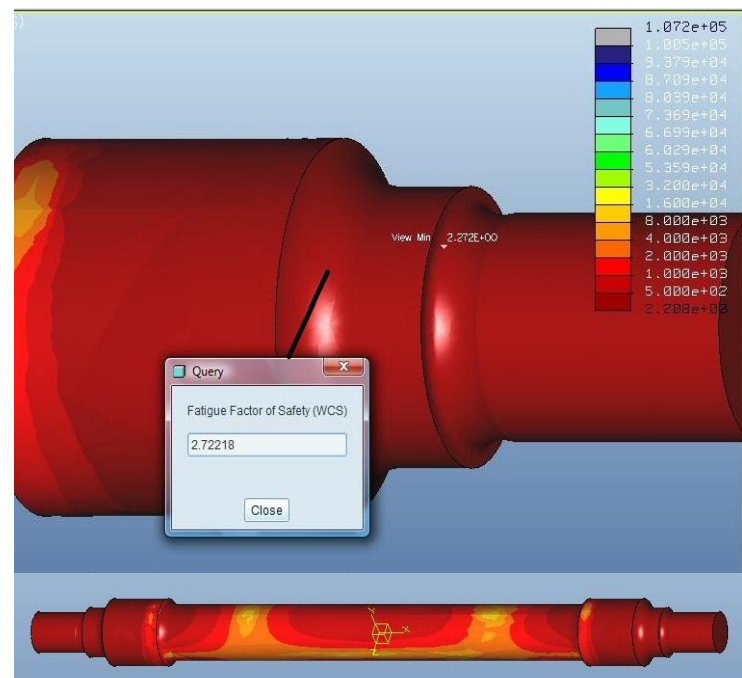 S)
1.072e+05
1.005e+05
9.379e+04
8.709e+04
8.039e+04
7.369e+04
6.699e+04
6.029e+04
5.359e+04
3.200e+04
1.600e+04
8.000e+03
4.000e+03
2.000e+03
1.000e+03
5.000e+02
2.208e+00
View Min 2.272E+00
Query
X
Fatigue Factor of Safety (WCS)
2.72218
Close
Y
X
Z